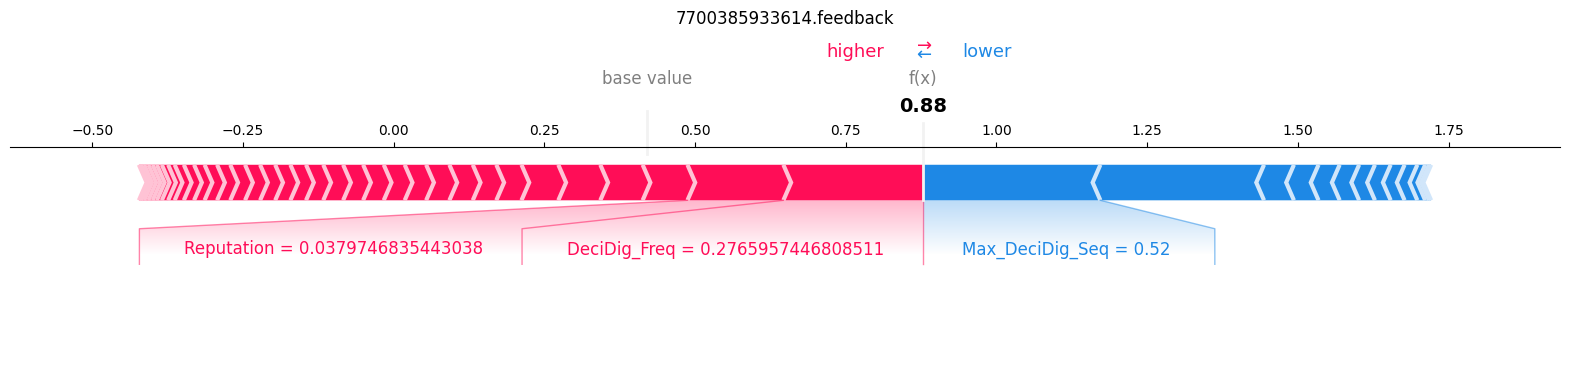 7700385933614.feedback
higher → ← lower
base value f(x)
0.88
−0.50 −0.25 0.00 0.25 0.50 0.75 1.00 1.25 1.50 1.75
Reputation = 0.0379746835443038 DeciDig_Freq = 0.2765957446808511 Max_DeciDig_Seq = 0.52